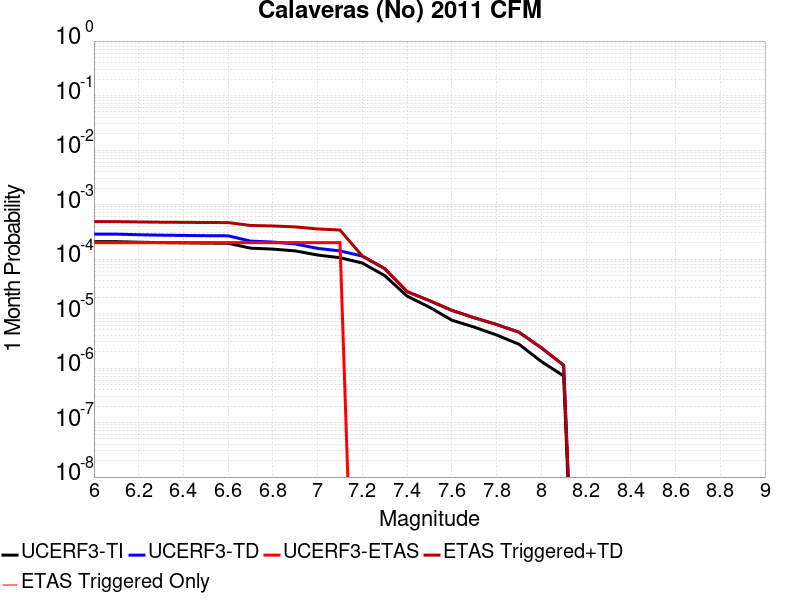 Calaveras (No) 2011 CFM
10 0
10 -1
10 -2
10 -3
10 -4
10 -5
10 -6
10 -7
10 -8
1 Month Probability
6 6.2 6.4 6.6 6.8 7 7.2 7.4 7.6 7.8 8 8.2 8.4 8.6 8.8 9
Magnitude
UCERF3-TI UCERF3-TD UCERF3-ETAS ETAS Triggered+TD
ETAS Triggered Only